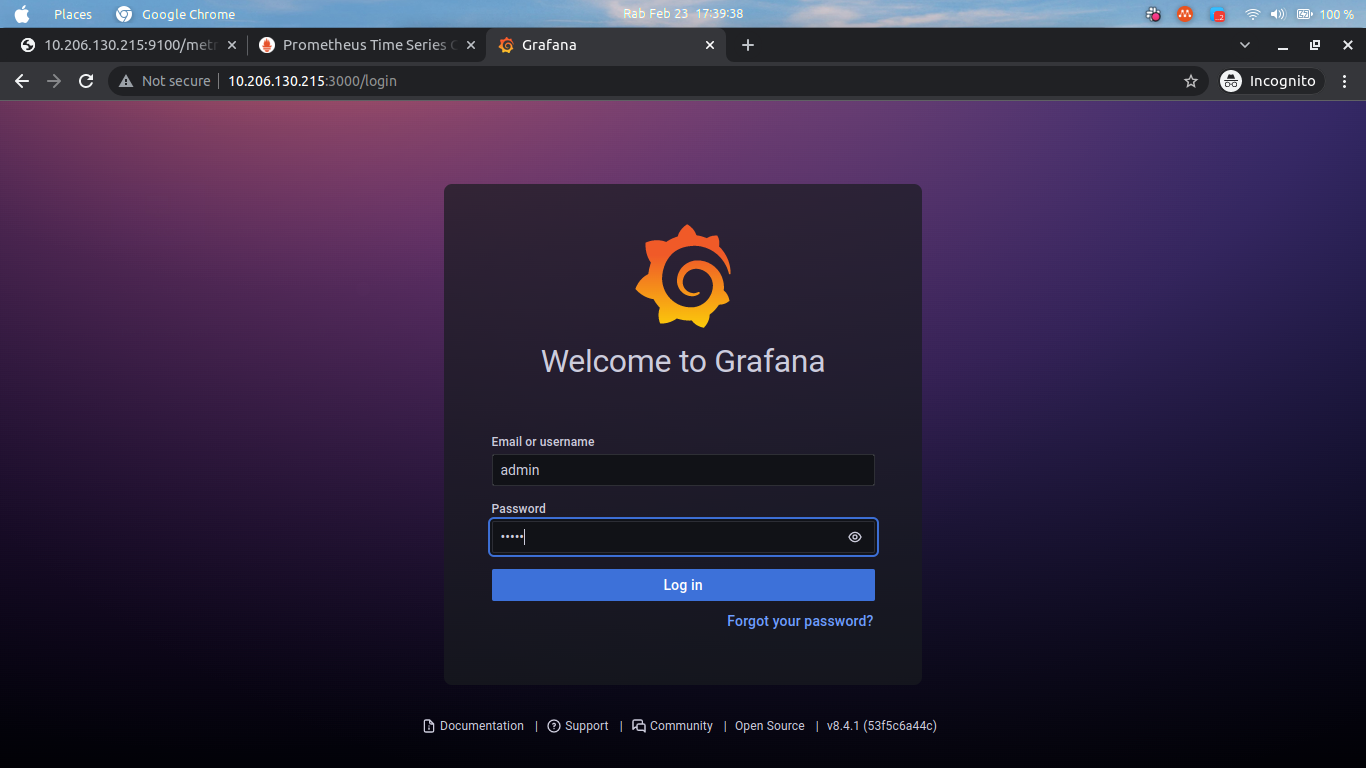 Places Google Chrome Rab Feb 23 17:39:38 100 %
10.206.130.215:9100/metr Prometheus Time Series C Grafana
Not secure 10.206.130.215:3000/login Incognito
Welcome to Grafana
Email or username
admin
Password
•••••
Log in
Forgot your password?
Documentation | Support | Community | Open Source | v8.4.1 (53f5c6a44c)